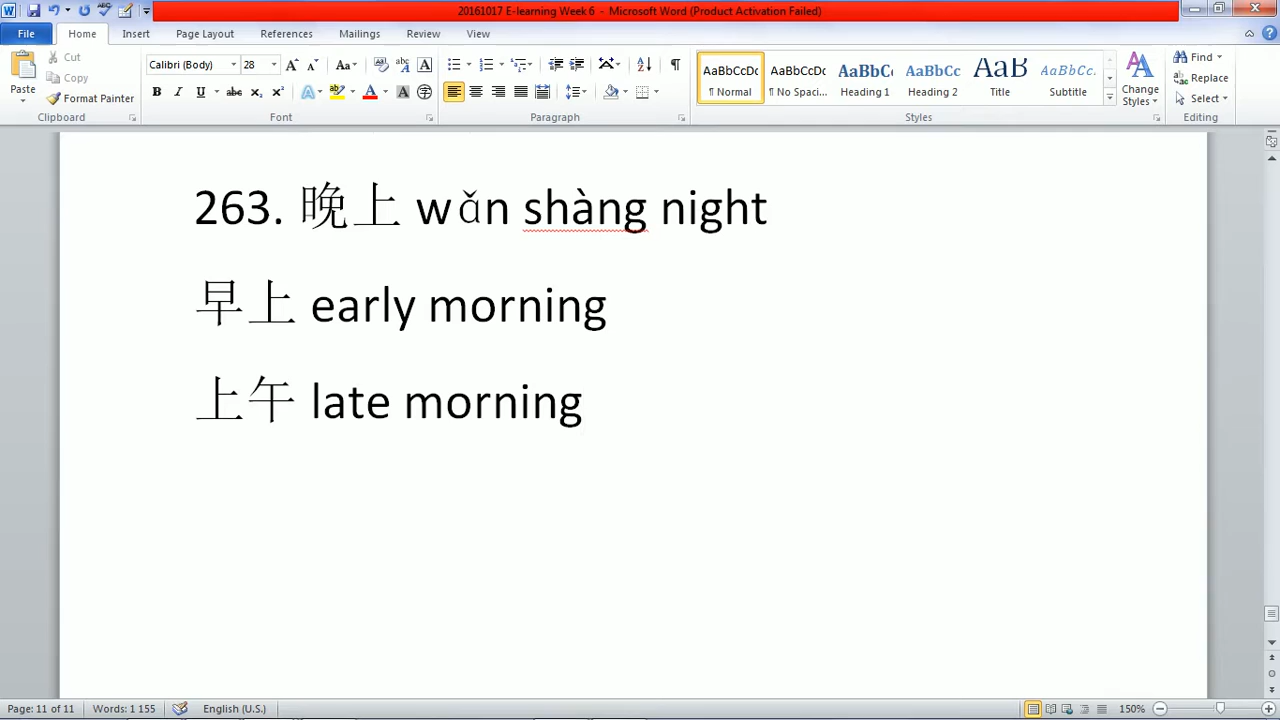 20161017 E-learning Week 6 - Microsoft Word (Product Activation Failed)
File Home Insert Page Layout References Mailings Review View
Paste
Cut
Copy
Format Painter
Clipboard
Calibri (Body) 28
Font
Paragraph
AaBbCcDc ¶ Normal
AaBbCcDc ¶ No Spaci...
AaBbCc Heading 1
AaBbCc Heading 2
AaB Title
AaBbCc. Subtitle
Change Styles
Styles
Find
Replace
Select
Editing
263. 晚上 wǎn shàng night
早上 early morning
上午 late morning
Page: 11 of 11 Words: 1 155 English (U.S.) 150%